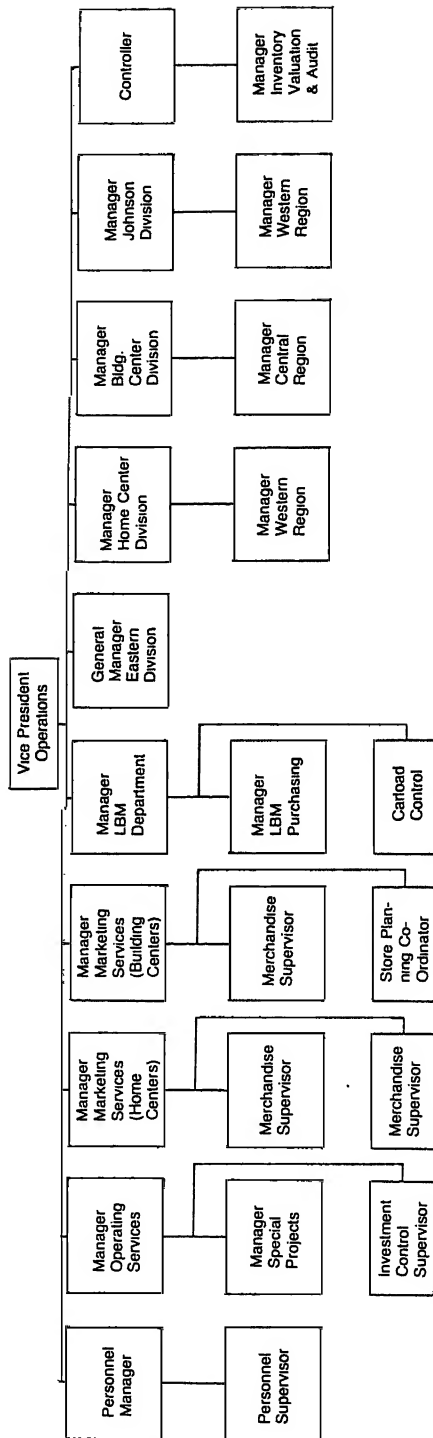 Vice President
Operations
Personnel
Manager
Manager
Operating
Services
Manager
Marketing
Services
(Home
Centers)
Manager
Marketing
Services
(Building
Centers)
Manager
LBM
Department
General
Manager
Eastern
Division
Manager
Home Center
Division
Manager
Bldg.
Center
Division
Manager
Johnson
Division
Controller
Personnel
Supervisor
Manager
Special
Projects
Merchandise
Supervisor
Merchandise
Supervisor
Manager
LBM
Purchasing
Manager
Western
Region
Manager
Central
Region
Manager
Western
Region
Manager
Inventory
Valuation
& Audit
Investment
Control
Supervisor
Merchandise
Supervisor
Store Plan-
ning Co-
Ordinator
Carload
Control